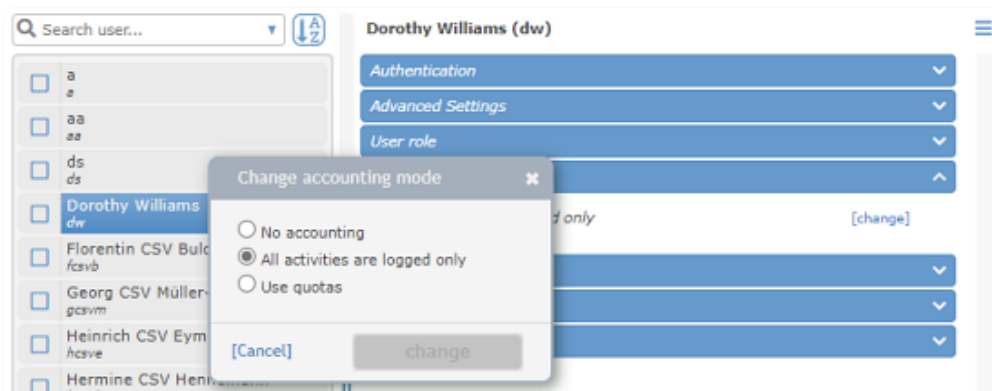 Search user...
A
Z
Dorothy Williams (dw)
a
a
aa
aa
ds
ds
Dorothy Williams
dw
Florentin CSV
fcsvb
Georg CSV Müller-
gcsvm
Heinrich CSV Eym
hcsve
Hermine CSV
Authentication
Advanced Settings
User role
only
[change]
Change accounting mode
No accounting
All activities are logged only
Use quotas
[Cancel]
change